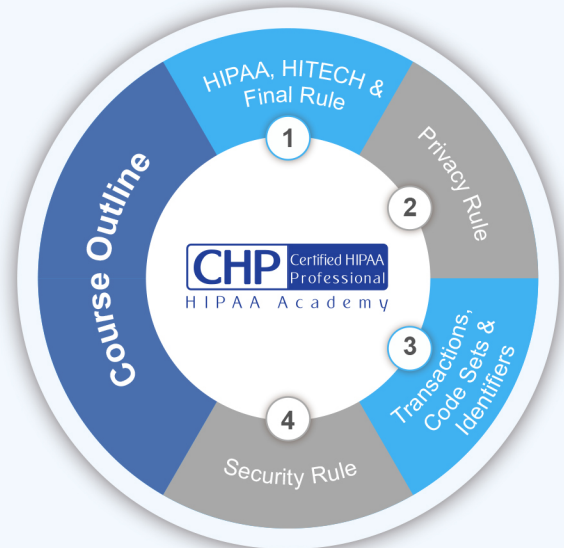 Course Outline
HIPAA, HITECH &
Final Rule
1
Privacy Rule
2
Transactions,
Code Sets &
Identifiers
3
Security Rule
4
CHP Certified HIPAA
Professional
HIPAA Academy